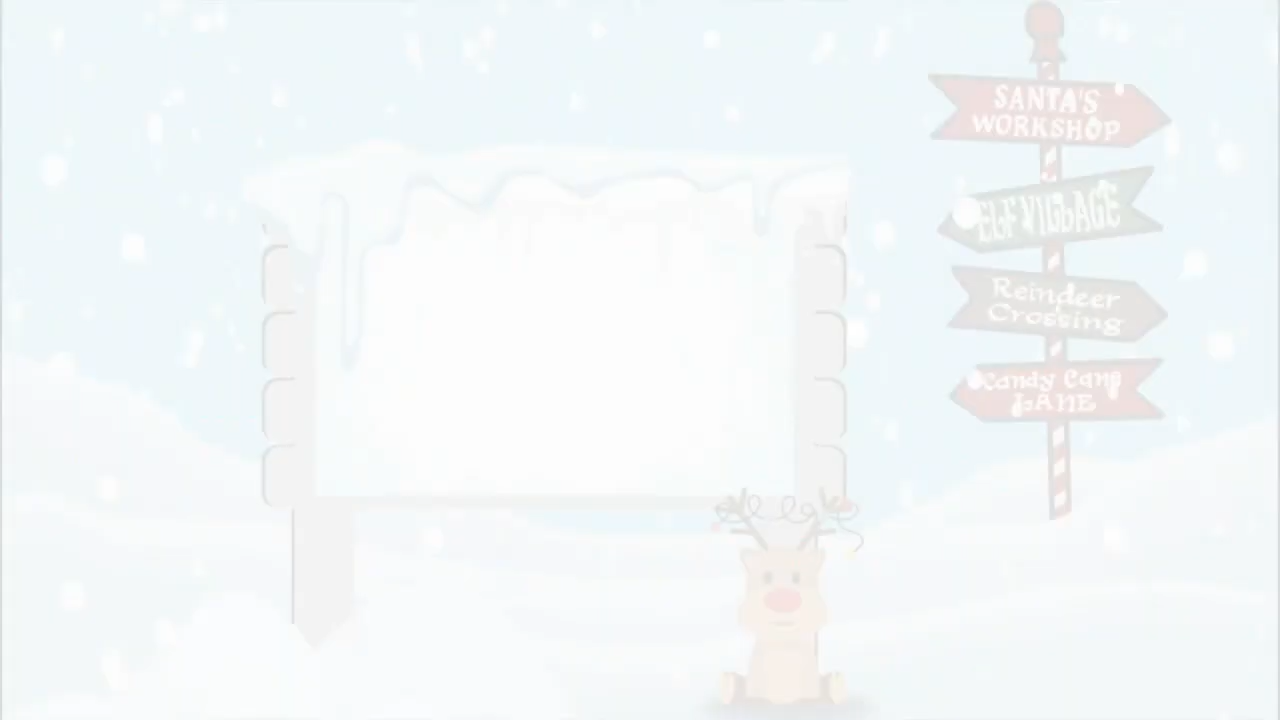 SANTA'S
WORKSHOP
ELF VILLAGE
Reindeer
Crossing
Candy Cane
LANE